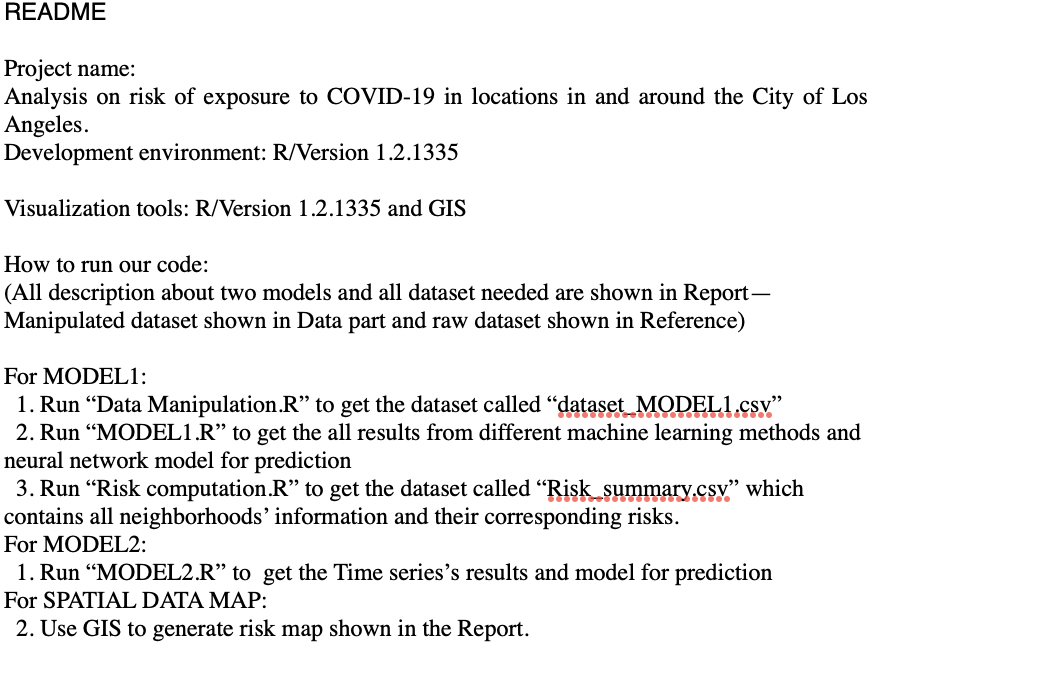 README
Project name:
Analysis on risk of exposure to COVID-19 in locations in and around the City of Los
Angeles.
Development environment: R/Version 1.2.1335
Visualization tools: R/Version 1.2.1335 and GIS
How to run our code:
(All description about two models and all dataset needed are shown in Report—
Manipulated dataset shown in Data part and raw dataset shown in Reference)
For MODEL1:
1. Run “Data Manipulation.R” to get the dataset called “dataset_MODEL1.csv”
2. Run “MODEL1.R” to get the all results from different machine learning methods and
neural network model for prediction
3. Run “Risk computation.R” to get the dataset called “Risk_summary.csv” which
contains all neighborhoods’ information and their corresponding risks.
For MODEL2:
1. Run “MODEL2.R” to  get the Time series’s results and model for prediction
For SPATIAL DATA MAP:
2. Use GIS to generate risk map shown in the Report.